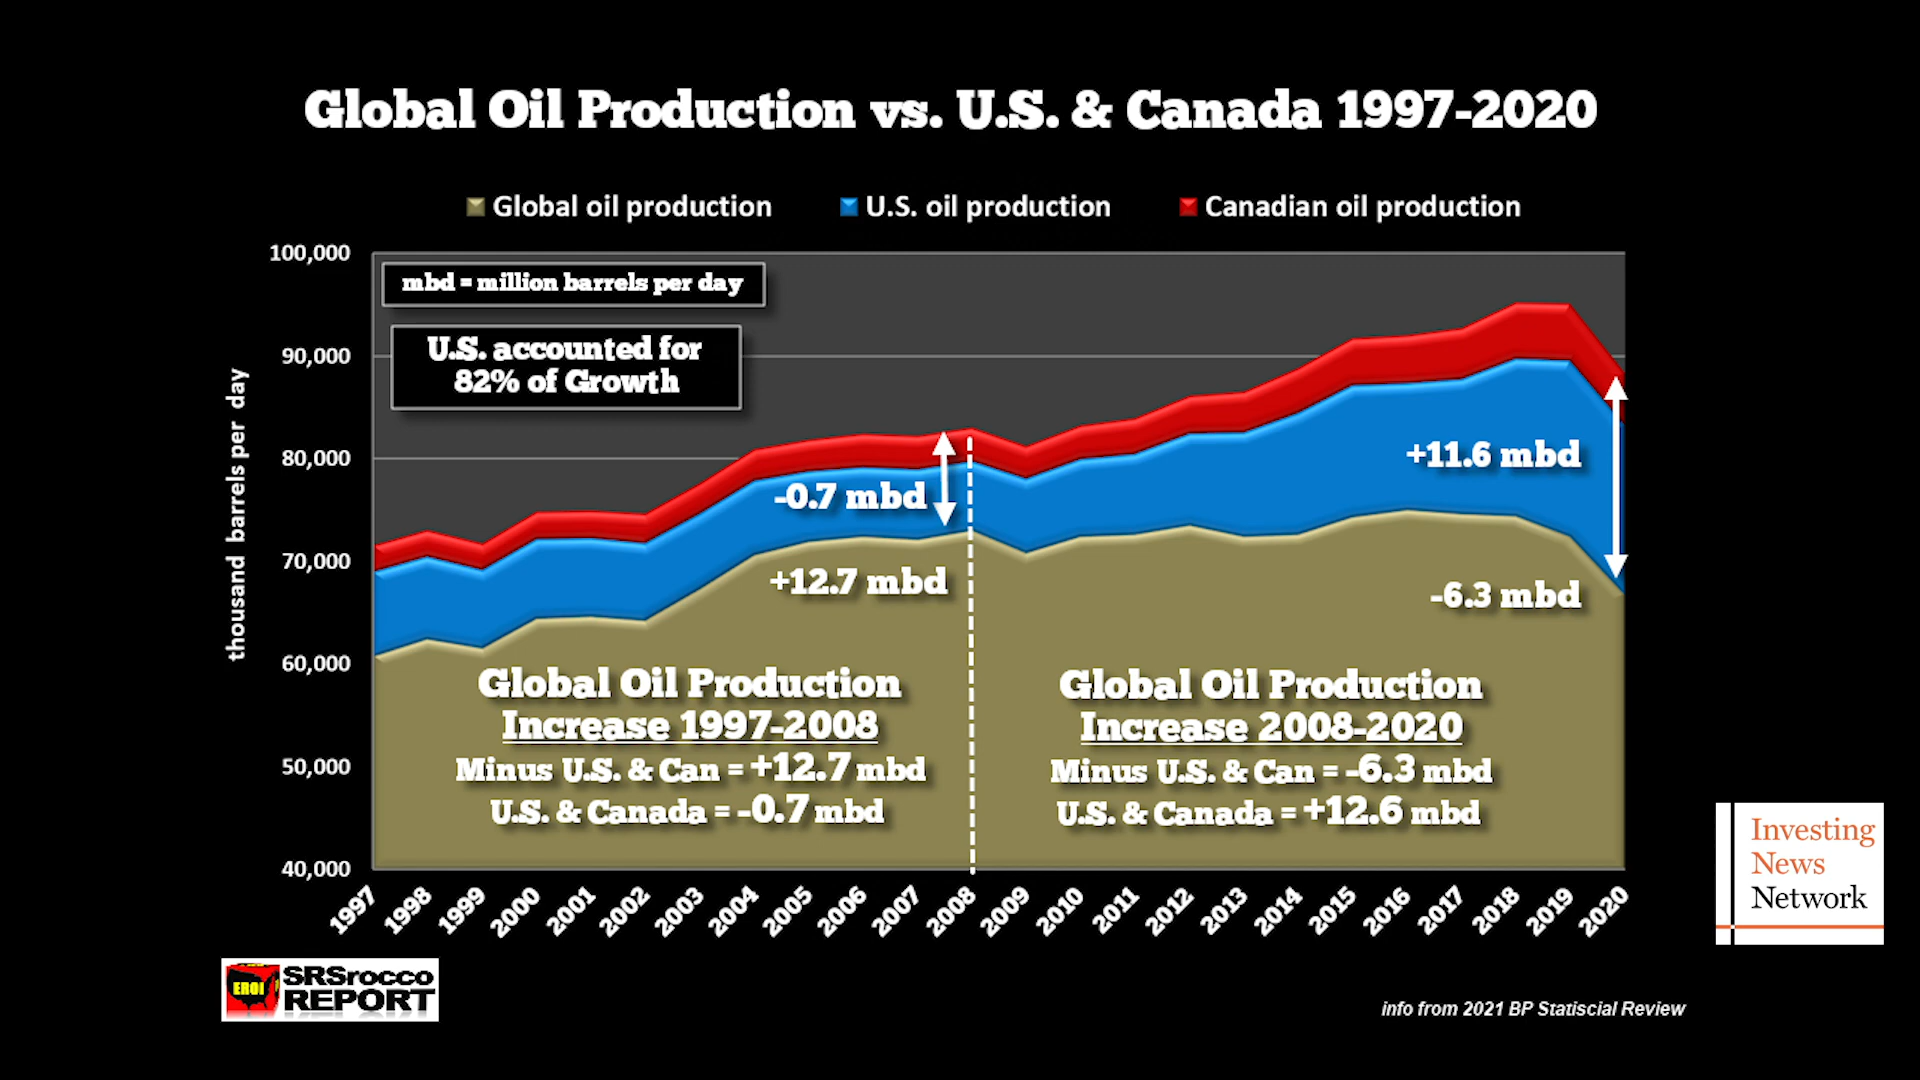 Global Oil Production vs. U.S. & Canada 1997-2020
Global oil production
U.S. oil production
Canadian oil production
100,000
90,000
80,000
70,000
60,000
50,000
40,000
thousand barrels per day
mbd = million barrels per day
U.S. accounted for
82% of Growth
-0.7 mbd
+12.7 mbd
+11.6 mbd
-6.3 mbd
Global Oil Production
Increase 1997-2008
Minus U.S. & Can = +12.7 mbd
U.S. & Canada = -0.7 mbd
Global Oil Production
Increase 2008-2020
Minus U.S. & Can = -6.3 mbd
U.S. & Canada = +12.6 mbd
1997 1998 1999 2000 2001 2002 2003 2004 2005 2006 2007 2008 2009 2010 2011 2012 2013 2014 2015 2016 2017 2018 2019 2020
Investing
News
Network
EROI
SRSrocco
REPORT
info from 2021 BP Statiscial Review